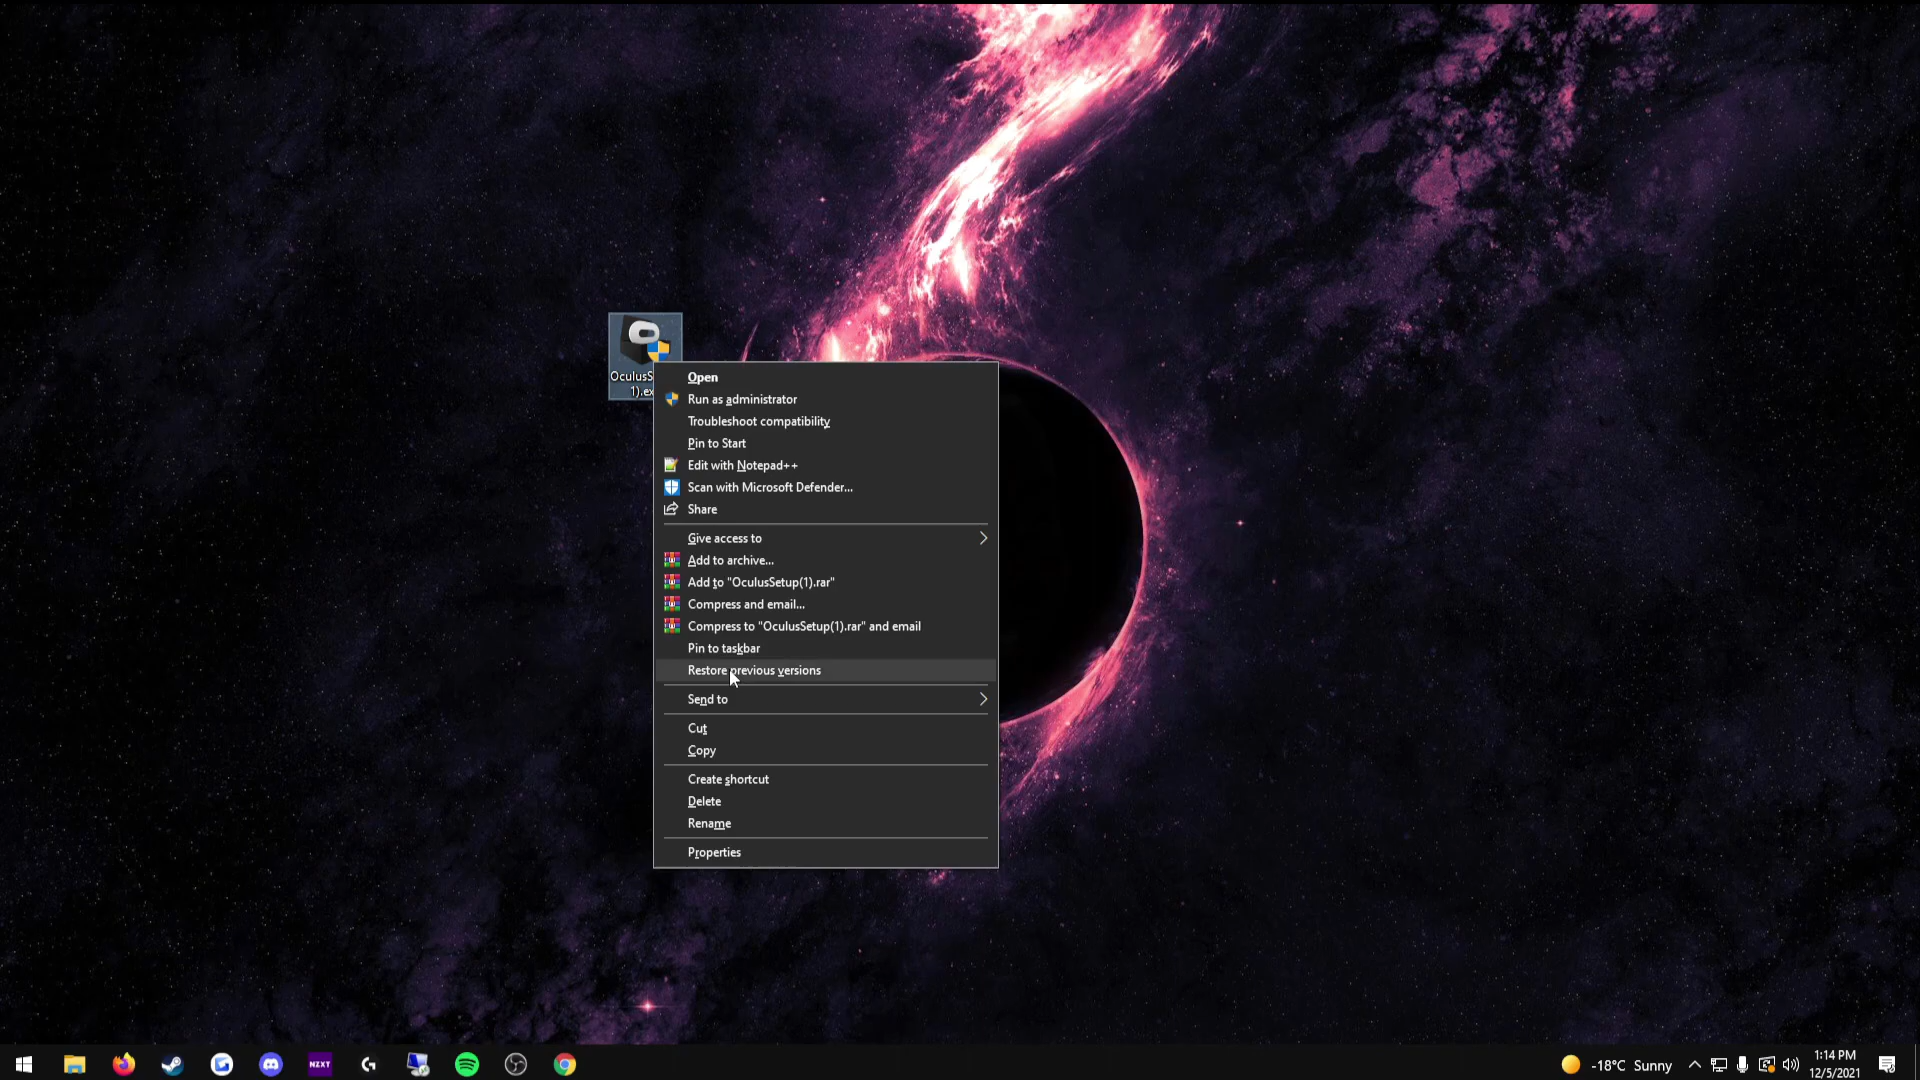 OculusS
1).ex
Open
Run as administrator
Troubleshoot compatibility
Pin to Start
Edit with Notepad++
Scan with Microsoft Defender...
Share
Give access to
Add to archive...
Add to "OculusSetup(1).rar"
Compress and email...
Compress to "OculusSetup(1).rar" and email
Pin to taskbar
Restore previous versions
Send to
Cut
Copy
Create shortcut
Delete
Rename
Properties
NZXT
-18°C Sunny
1:14 PM
12/5/2021